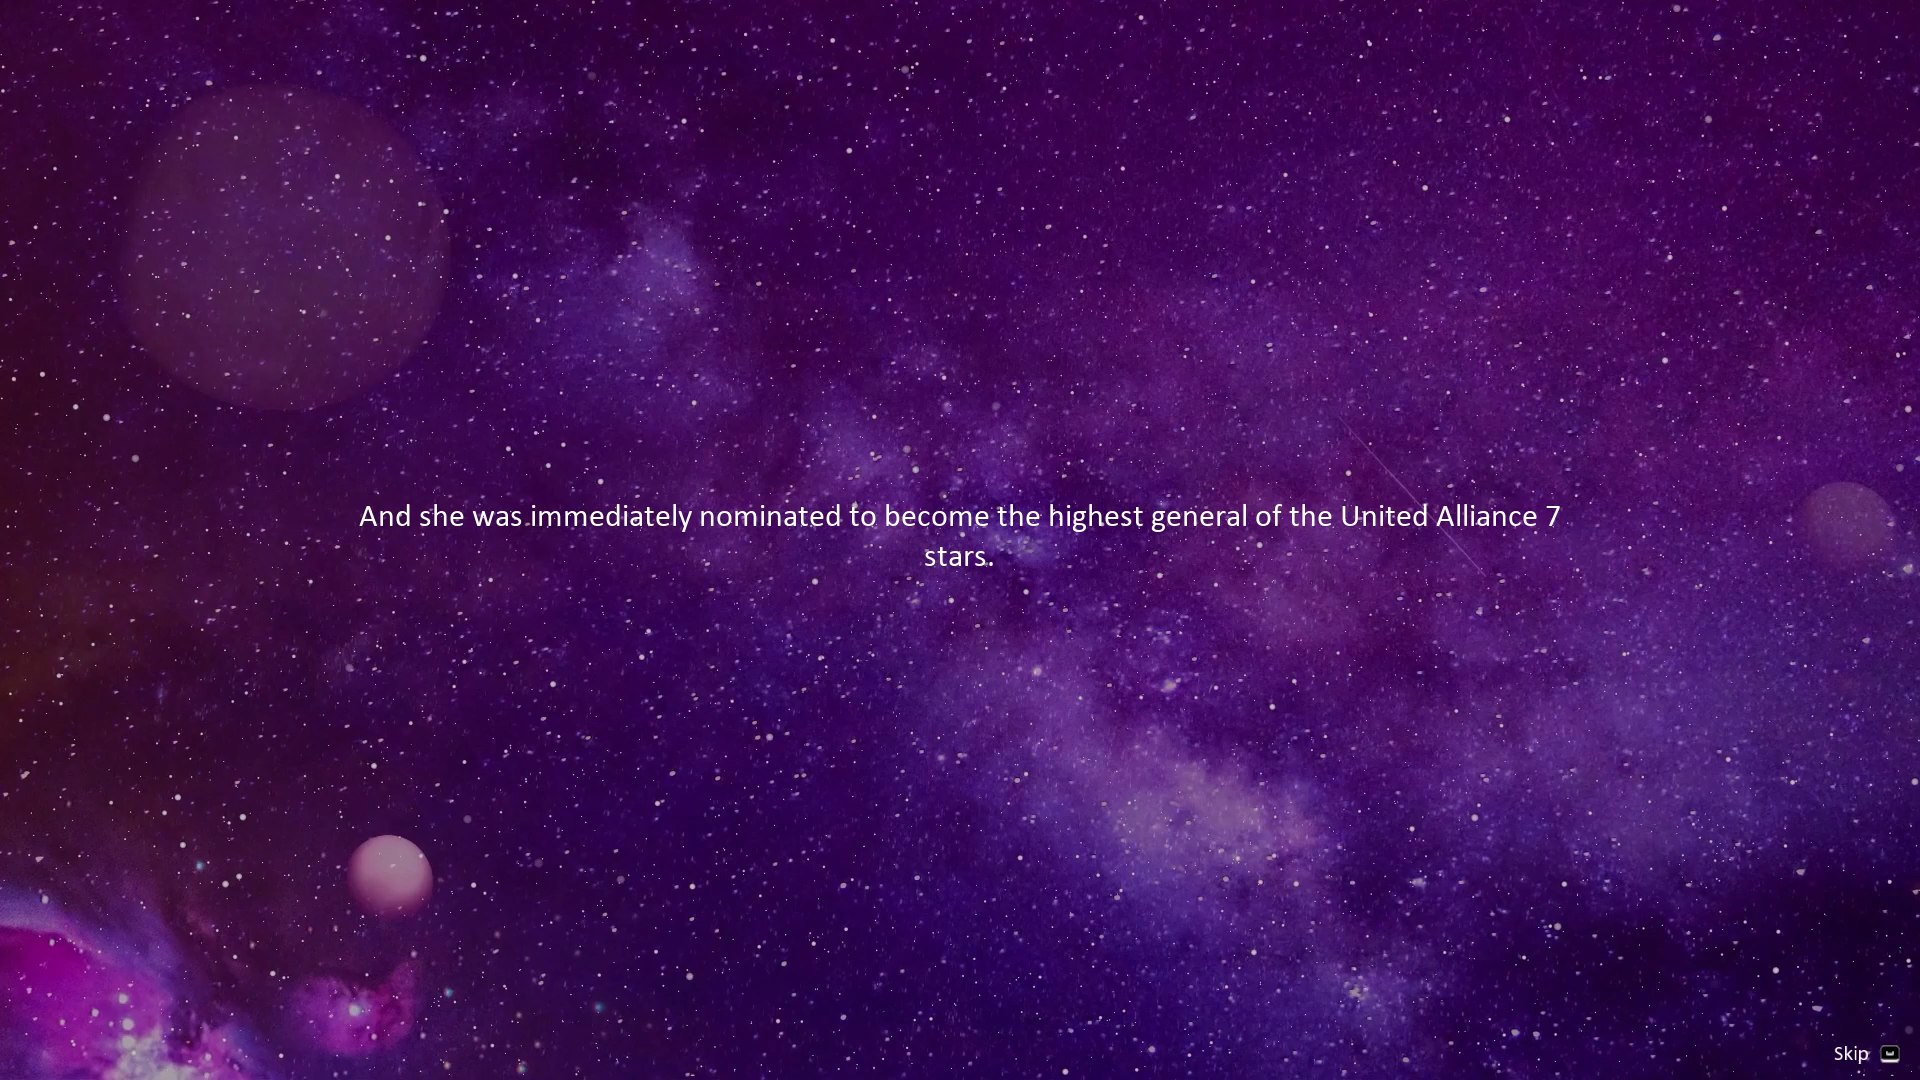 And she was immediately nominated to become the highest general of the United Alliance 7
stars.
Skip